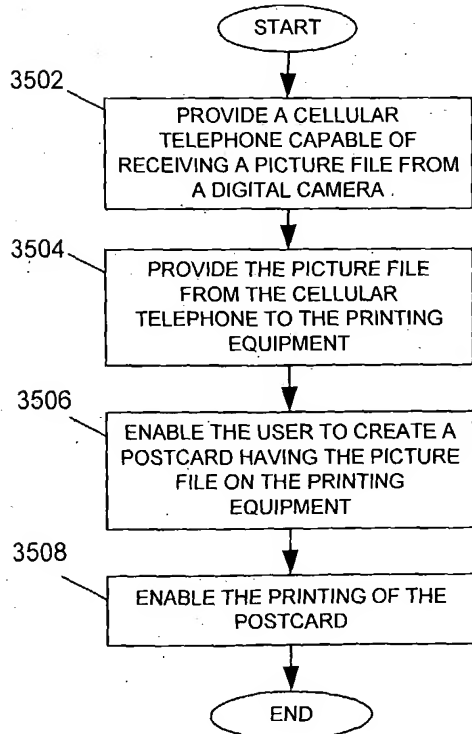 START
3502
PROVIDE A CELLULAR
TELEPHONE CAPABLE OF
RECEIVING A PICTURE FILE FROM
A DIGITAL CAMERA
3504
PROVIDE THE PICTURE FILE
FROM THE CELLULAR
TELEPHONE TO THE PRINTING
EQUIPMENT
3506
ENABLE THE USER TO CREATE A
POSTCARD HAVING THE PICTURE
FILE ON THE PRINTING
EQUIPMENT
3508
ENABLE THE PRINTING OF THE
POSTCARD
END